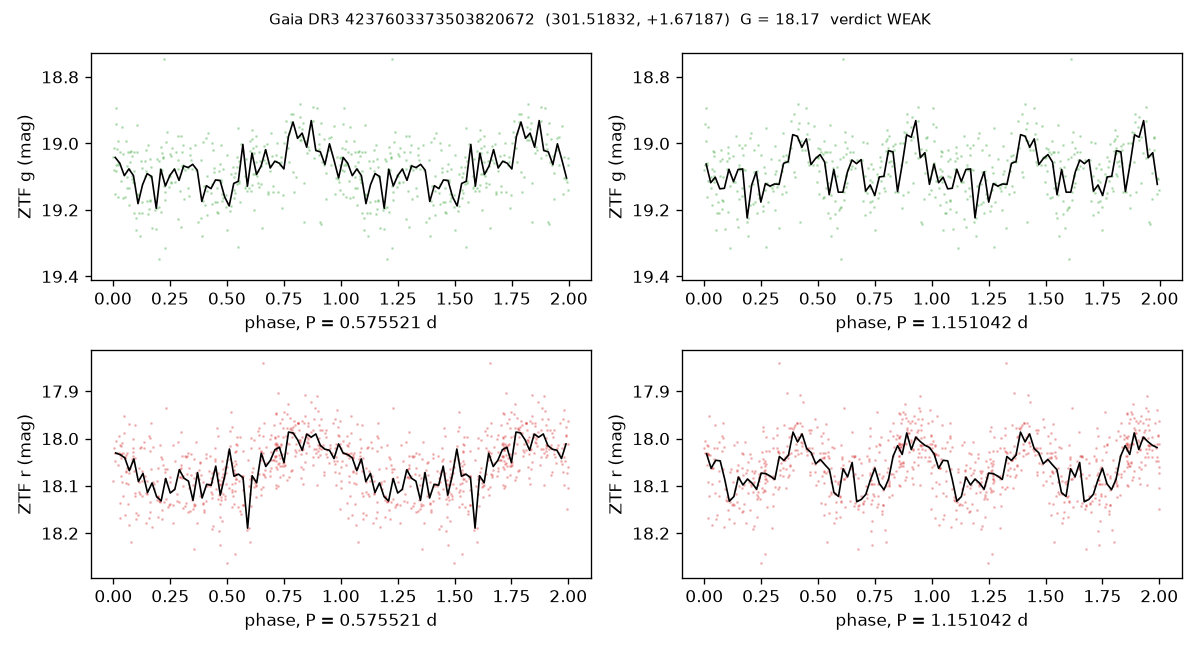 Gaia DR3 4237603373503820672 (301.51832, +1.67187) G = 18.17 verdict WEAK
ZTF g (mag)
18.8
19.0
19.2
19.4
0.00 0.25 0.50 0.75 1.00 1.25 1.50 1.75 2.00
phase, P = 0.575521 d
ZTF g (mag)
18.8
19.0
19.2
19.4
0.00 0.25 0.50 0.75 1.00 1.25 1.50 1.75 2.00
phase, P = 1.151042 d
ZTF r (mag)
17.9
18.0
18.1
18.2
0.00 0.25 0.50 0.75 1.00 1.25 1.50 1.75 2.00
phase, P = 0.575521 d
ZTF r (mag)
17.9
18.0
18.1
18.2
0.00 0.25 0.50 0.75 1.00 1.25 1.50 1.75 2.00
phase, P = 1.151042 d